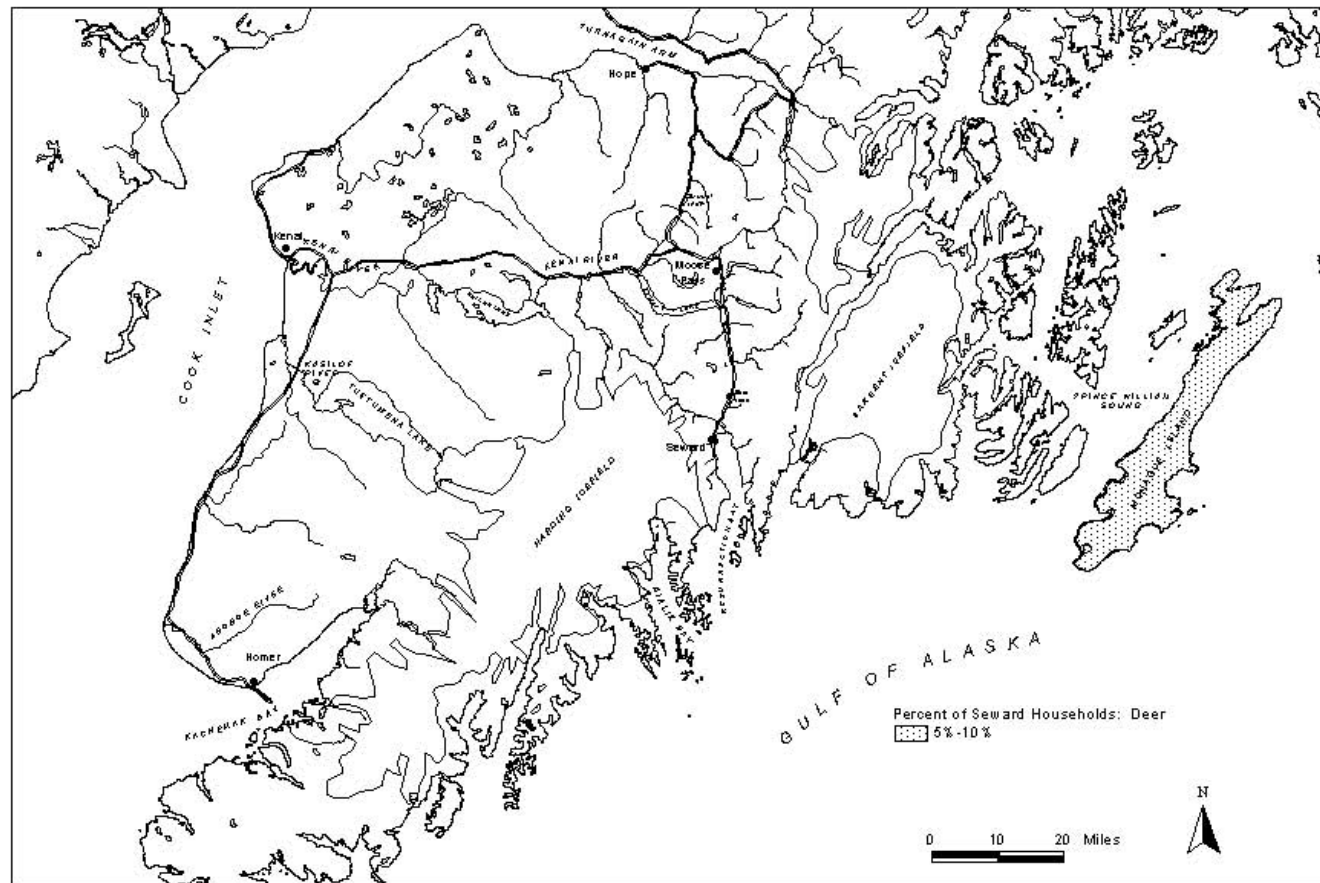 TURNAGAIN ARM
Hope
Kenai
KENAI RIVER
KENAI RIVER
Moose
Pass
COOK INLET
KASILOF
RIVER
TUSTUMENA LAKE
SARGENT ICEFIELD
PRINCE WILLIAM
SOUND
MONTAGUE ISLAND
Seward
HARDING ICEFIELD
RESURRECTION BAY
AIALIK BAY
ANCHOR RIVER
Homer
KACHEMAK BAY
GULF OF ALASKA
Percent of Seward Households: Deer
5%-10%
N
0 10 20 Miles